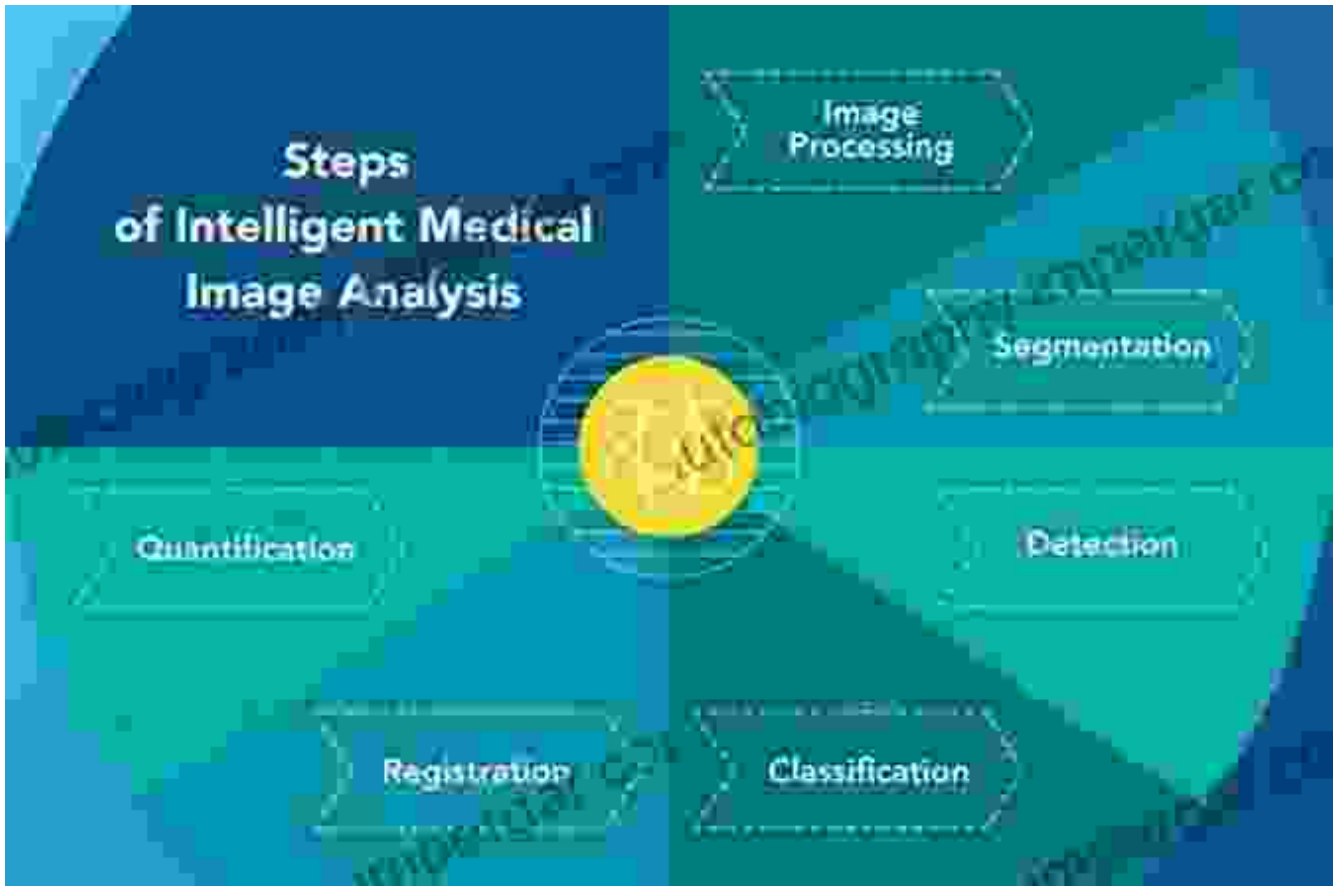 Steps
of Intelligent Medical
Image Analysis
Image
Processing
Segmentation
Detection
Classification
Registration
Quantification